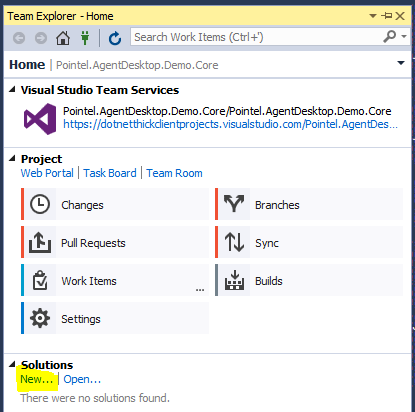 Team Explorer - Home
Search Work Items (Ctrl+')
Home | Pointel.AgentDesktop.Demo.Core
Visual Studio Team Services
Pointel.AgentDesktop.Demo.Core/Pointel.AgentDesktop.Demo.Core
https://dotnetthickclientprojects.visualstudio.com/Pointel.AgentDes...
Project
Web Portal | Task Board | Team Room
Changes
Branches
Pull Requests
Sync
Work Items ...
Builds
Settings
Solutions
New... | Open...
There were no solutions found.